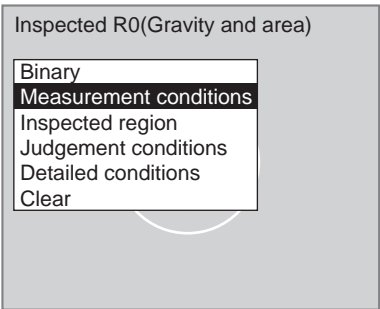 Inspected R0(Gravity and area)
Binary
Measurement conditions
Inspected region
Judgement conditions
Detailed conditions
Clear